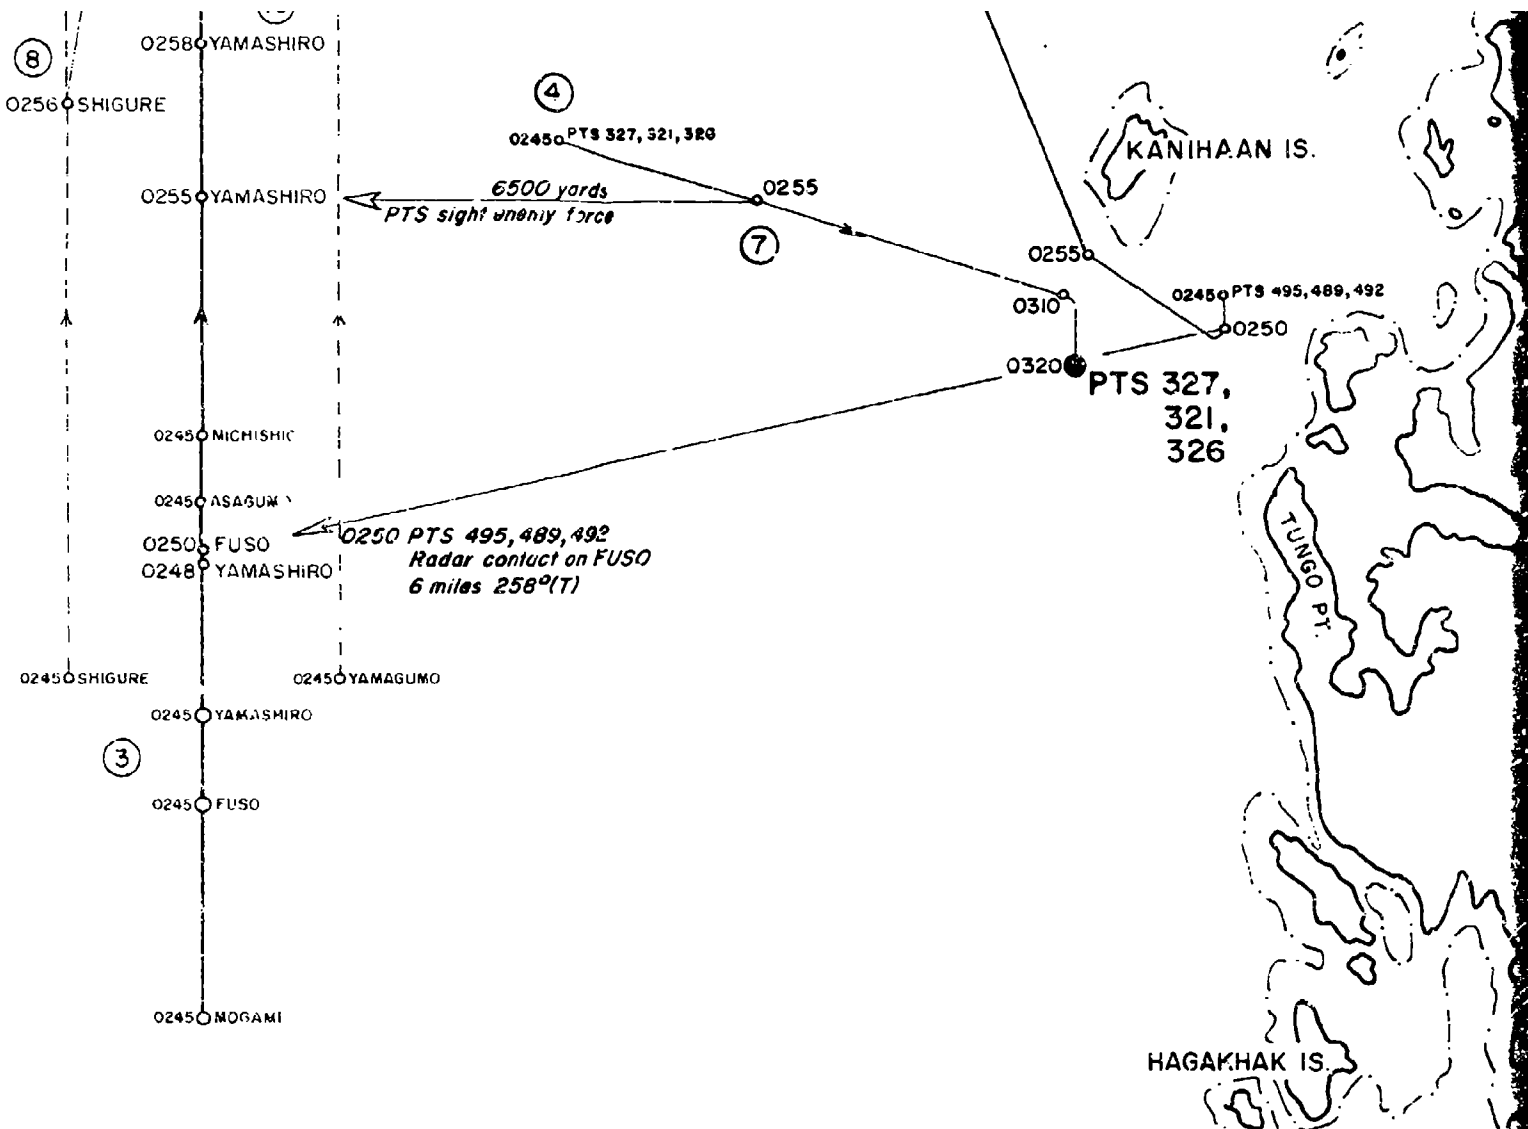 0258 YAMASHIRO
8
0256 SHIGURE
4
0245 PTS 327, 321, 326
KANIHAAN IS.
0255 YAMASHIRO
6500 yards
0255
PTS sight enemy force
7
0255
0310
0245 PTS 495, 489, 492
0250
0320
PTS 327,
321,
326
0245 MICHISHIO
0245 ASAGUMO
0250 FUSO
0248 YAMASHIRO
0250 PTS 495, 489, 492
Radar contact on FUSO
6 miles 258°(T)
TUNGO PT.
0245 SHIGURE
0245 YAMAGUMO
0245 YAMASHIRO
3
0245 FUSO
0245 MOGAMI
HAGAKHAK IS.